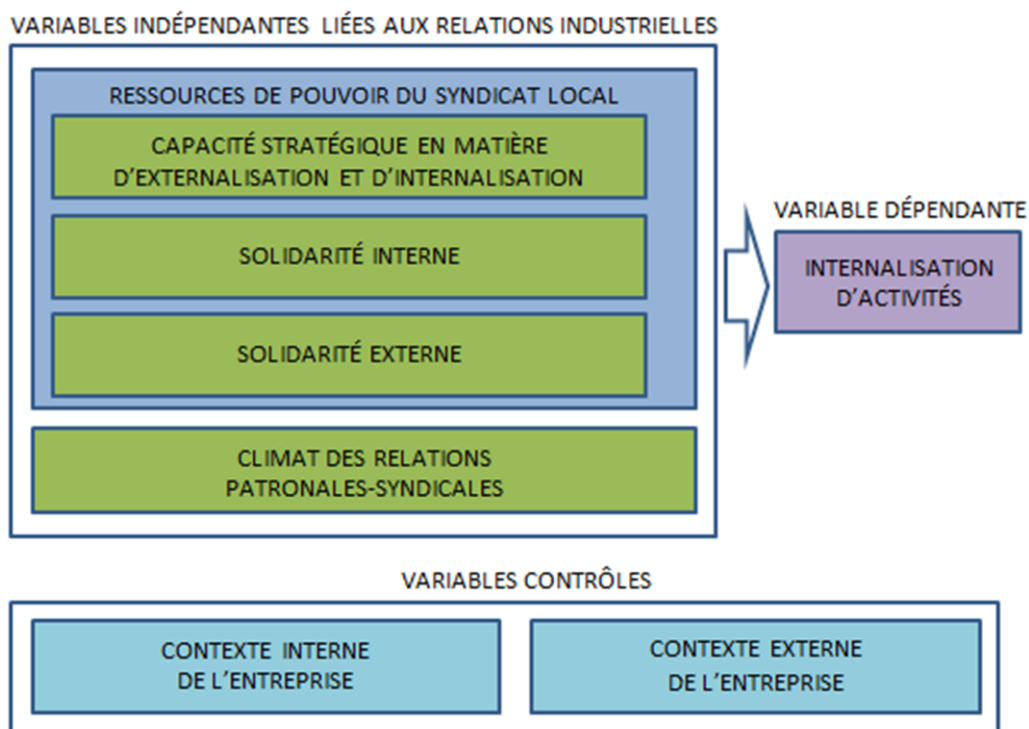 VARIABLES INDÉPENDANTES LIÉES AUX RELATIONS INDUSTRIELLES
RESSOURCES DE POUVOIR DU SYNDICAT LOCAL
CAPACITÉ STRATÉGIQUE EN MATIÈRE
D'EXTERNALISATION ET D'INTERNALISATION
SOLIDARITÉ INTERNE
SOLIDARITÉ EXTERNE
CLIMAT DES RELATIONS
PATRONALES-SYNDICALES
VARIABLE DÉPENDANTE
INTERNALISATION
D'ACTIVITÉS
VARIABLES CONTRÔLES
CONTEXTE INTERNE
DE L'ENTREPRISE
CONTEXTE EXTERNE
DE L'ENTREPRISE